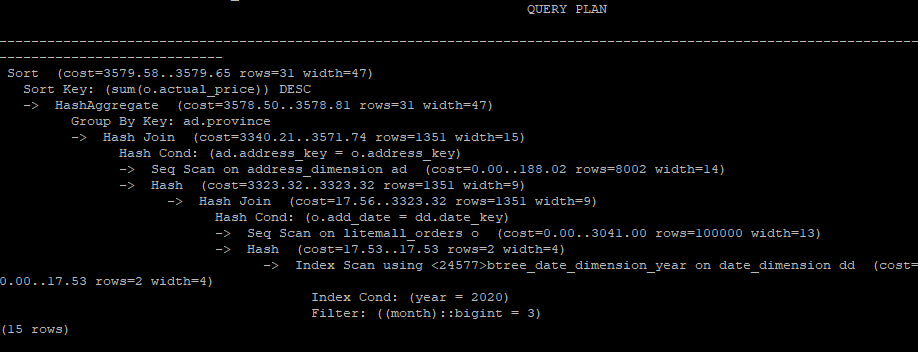 QUERY PLAN
--------------------------------------------------------------------------------------------------------------------
----------------------------
Sort  (cost=3579.58..3579.65 rows=31 width=47)
Sort Key: (sum(o.actual_price)) DESC
->  HashAggregate  (cost=3578.50..3578.81 rows=31 width=47)
Group By Key: ad.province
->  Hash Join  (cost=3340.21..3571.74 rows=1351 width=15)
Hash Cond: (ad.address_key = o.address_key)
->  Seq Scan on address_dimension ad  (cost=0.00..188.02 rows=8002 width=14)
->  Hash  (cost=3323.32..3323.32 rows=1351 width=9)
->  Hash Join  (cost=17.56..3323.32 rows=1351 width=9)
Hash Cond: (o.add_date = dd.date_key)
->  Seq Scan on litemall_orders o  (cost=0.00..3041.00 rows=100000 width=13)
->  Hash  (cost=17.53..17.53 rows=2 width=4)
->  Index Scan using <24577>btree_date_dimension_year on date_dimension dd  (cost=
0.00..17.53 rows=2 width=4)
Index Cond: (year = 2020)
Filter: ((month)::bigint = 3)
(15 rows)